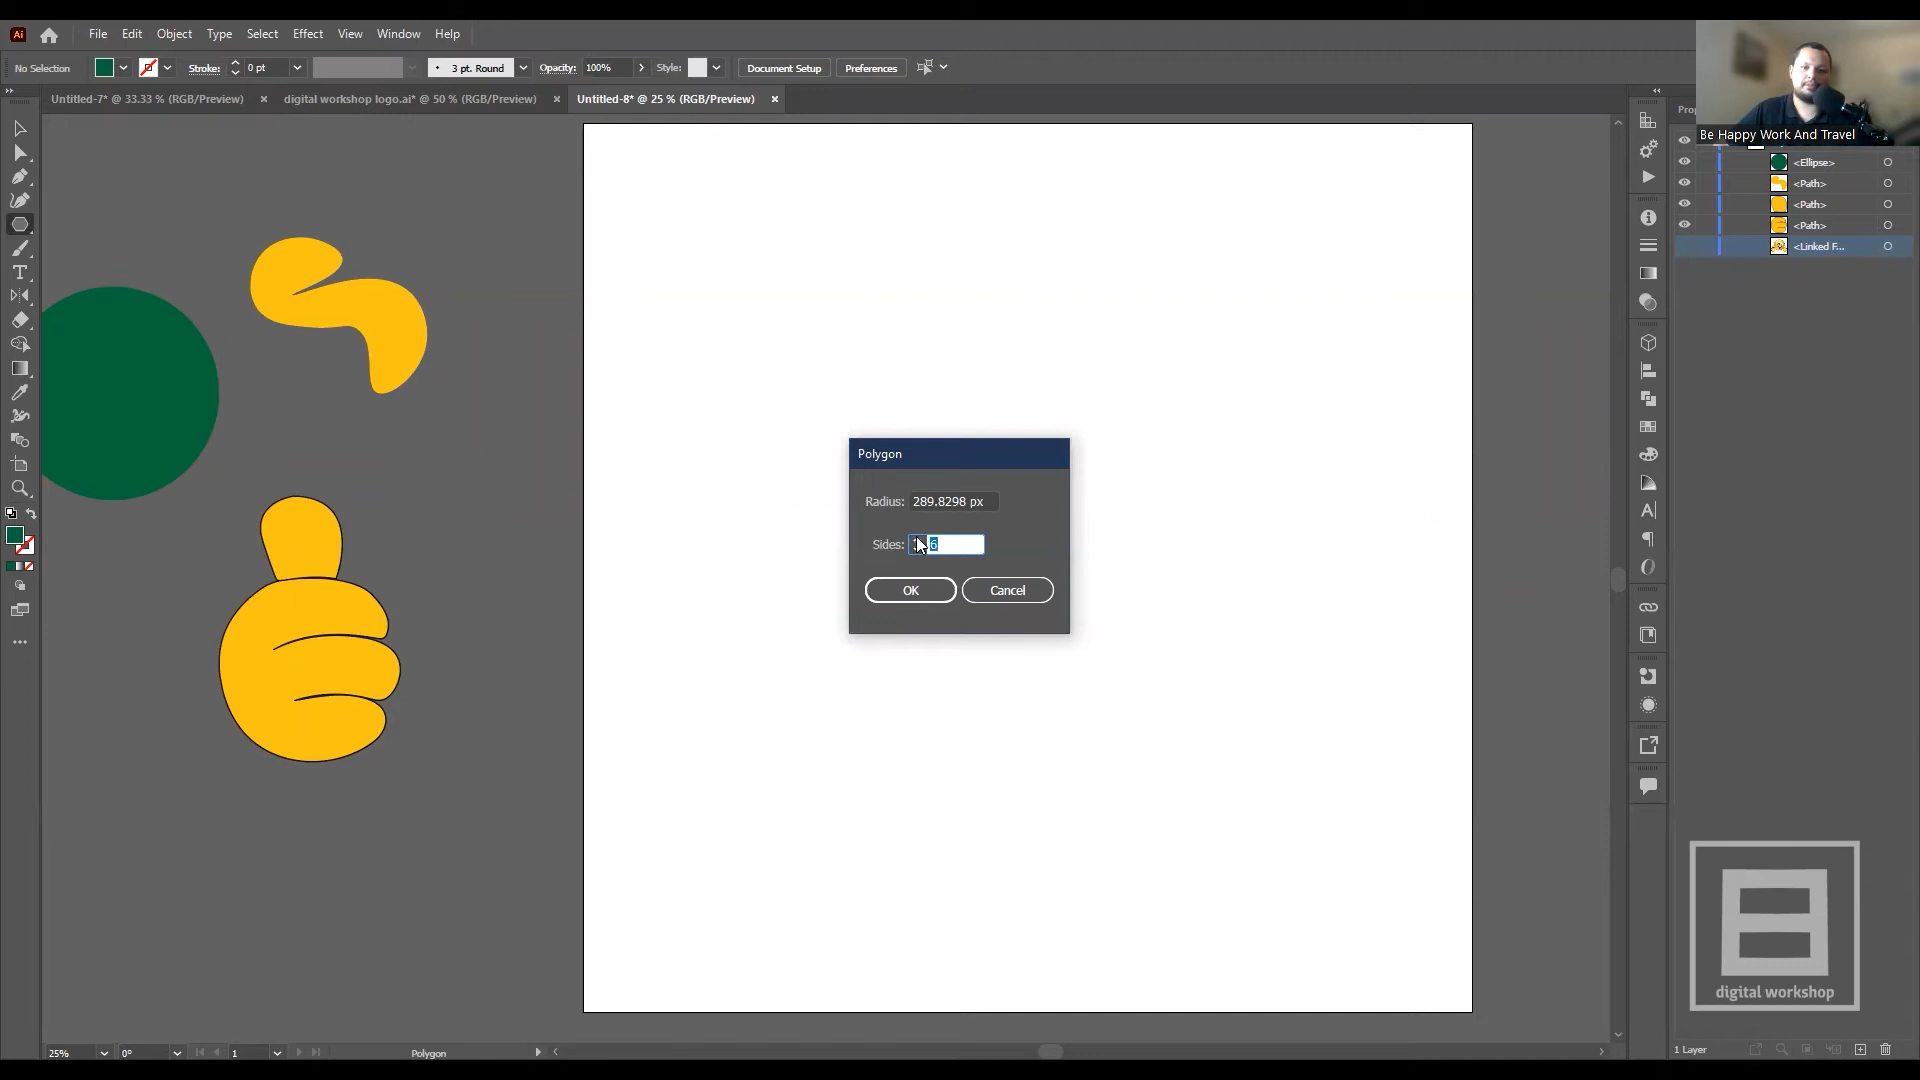 Ai File Edit Object Type Select Effect View Window Help
No Selection Stroke: 0 pt 3 pt. Round Opacity: 100% Style: Document Setup Preferences
Untitled-7* @ 33.33 % (RGB/Preview) × digital workshop logo.ai* @ 50 % (RGB/Preview) × Untitled-8* @ 25 % (RGB/Preview) ×
Be Happy Work And Travel
<Ellipse>
<Path>
<Path>
<Path>
<Linked F...
Polygon
Radius: 289.8298 px
Sides: 6
OK Cancel
digital workshop
25% 0° 1 Polygon
1 Layer